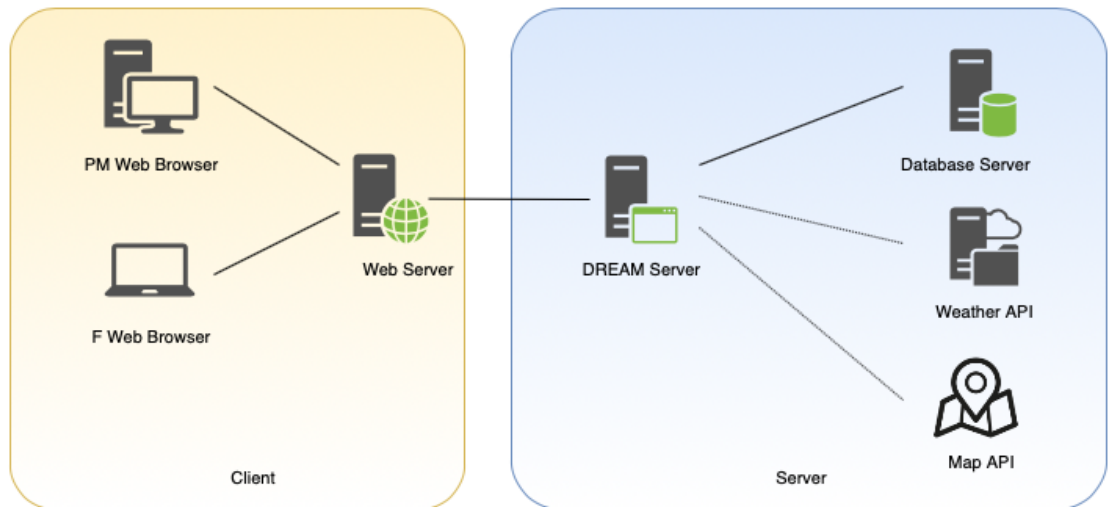 PM Web Browser
F Web Browser
Web Server
Client
DREAM Server
Database Server
Weather API
Map API
Server